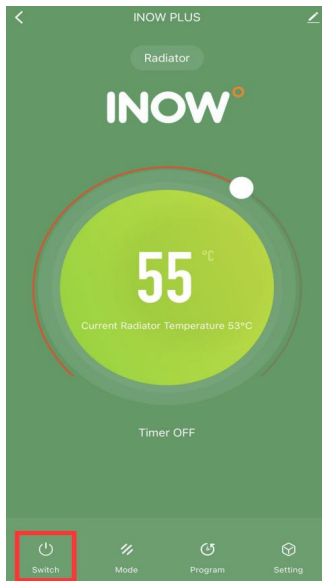 INOW PLUS
Radiator
INOW°
55 °C
Current Radiator Temperature 53°C
Timer OFF
Switch Mode Program Setting